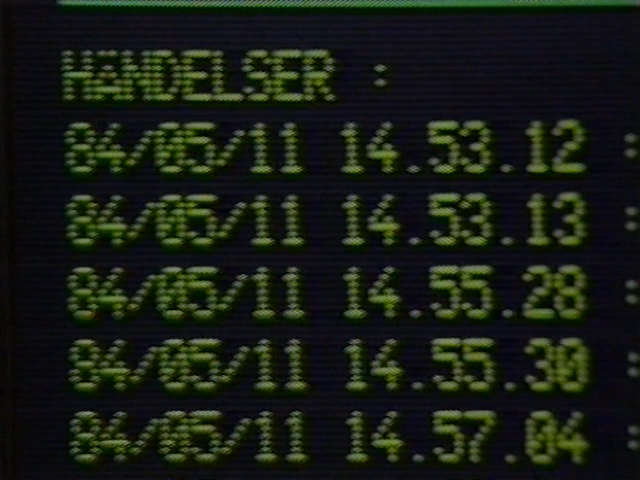 HÄNDELSER :
84/05/11 14.53.12 :
84/05/11 14.53.13 :
84/05/11 14.55.28 :
84/05/11 14.55.30 :
84/05/11 14.57.04 :